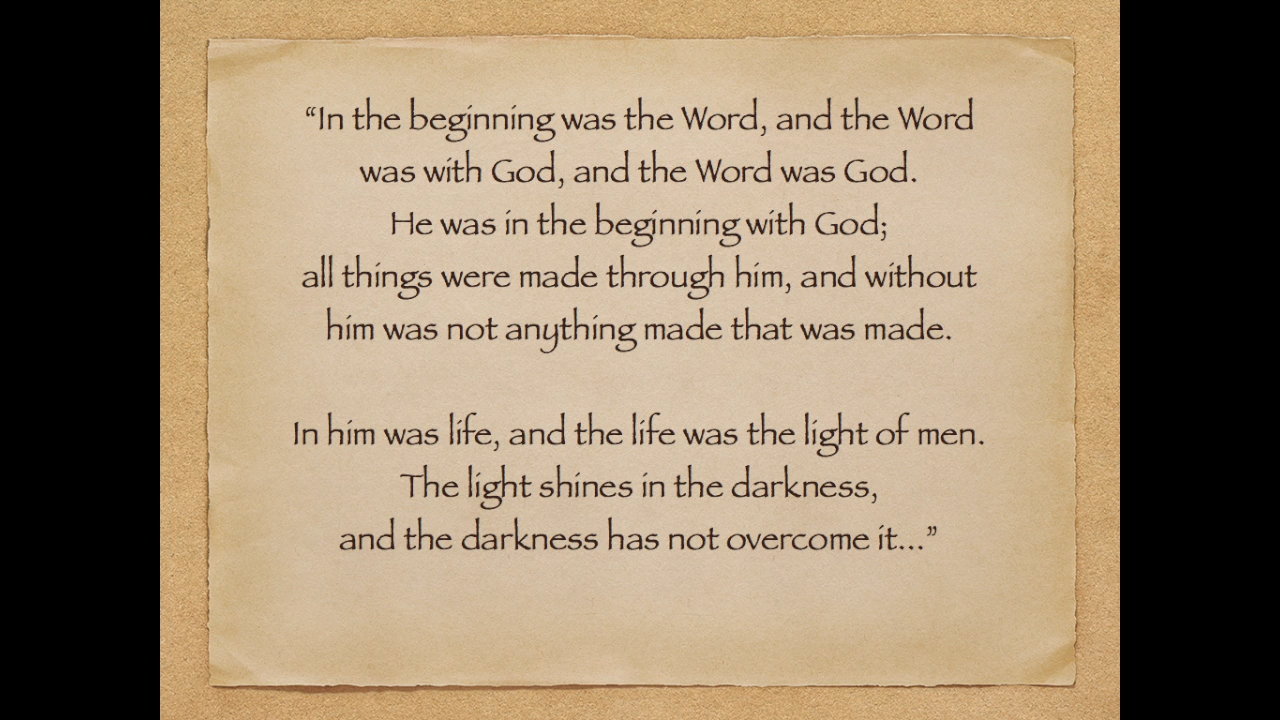 “In the beginning was the Word, and the Word
was with God, and the Word was God.
He was in the beginning with God;
all things were made through him, and without
him was not anything made that was made.
In him was life, and the life was the light of men.
The light shines in the darkness,
and the darkness has not overcome it...”